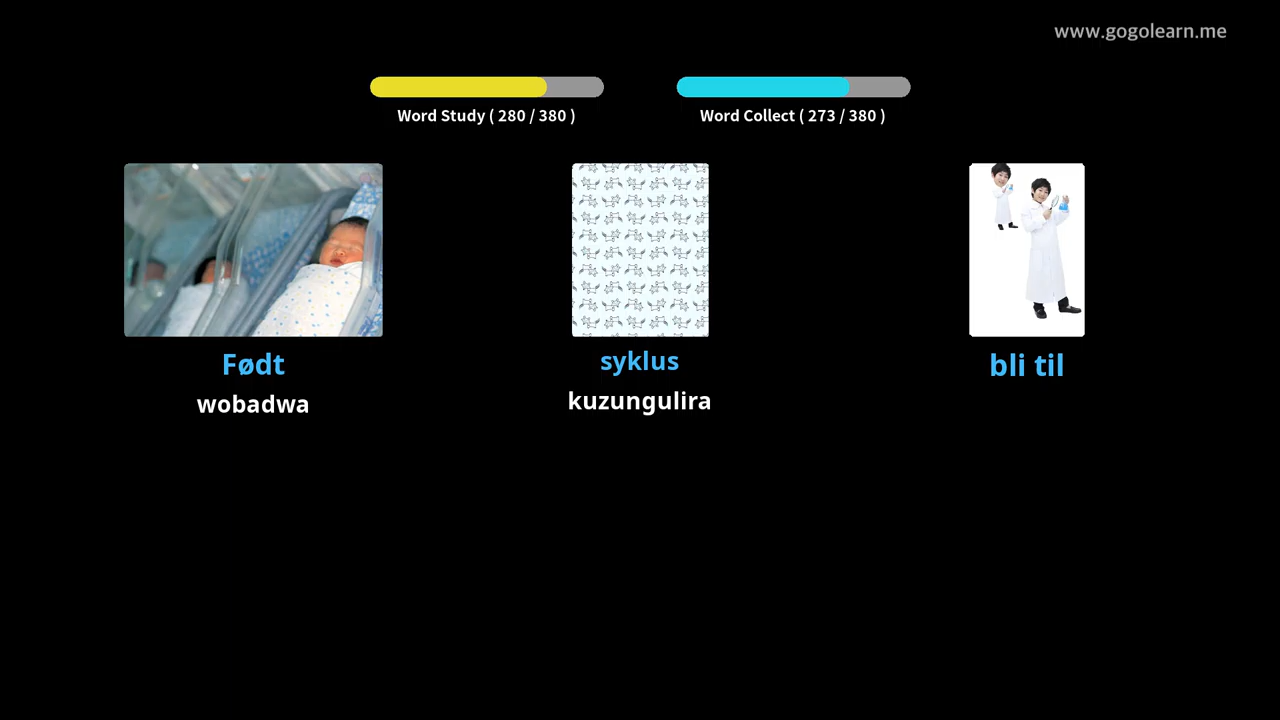 www.gogolearn.me
Word Study ( 280 / 380 )
Word Collect ( 273 / 380 )
Født
wobadwa
syklus
kuzungulira
bli til